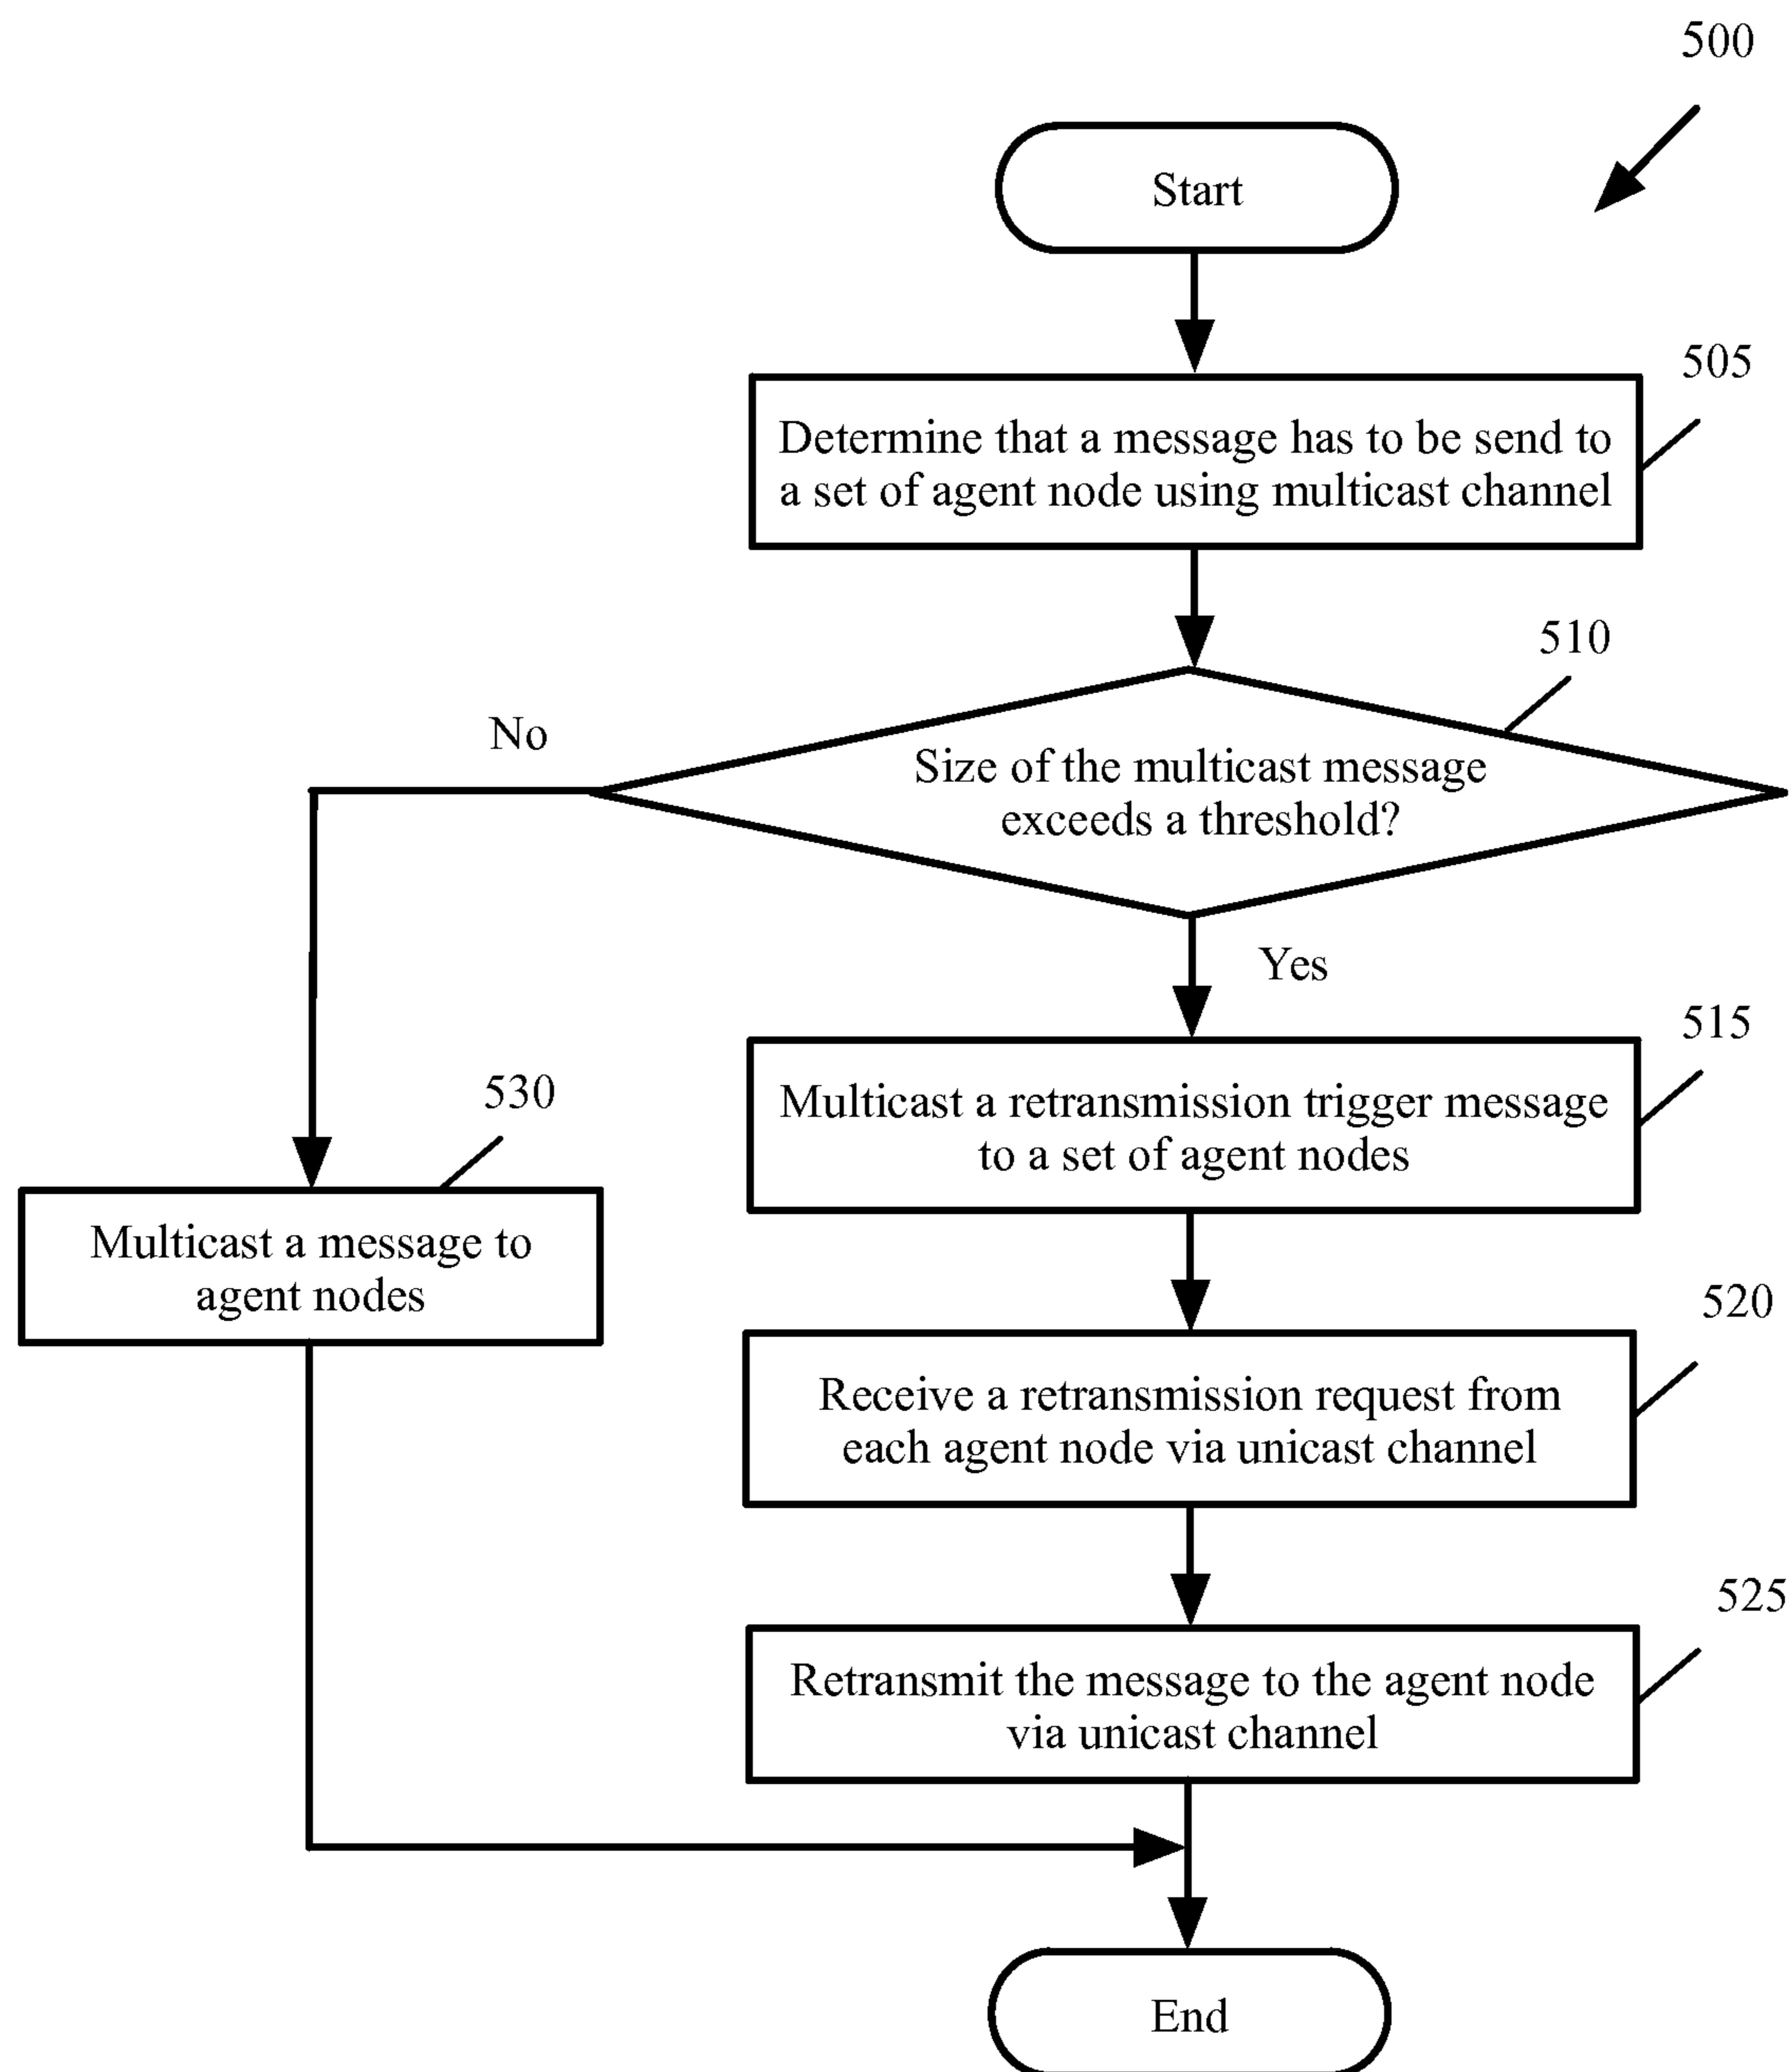 500
Start
505
Determine that a message has to be send to
a set of agent node using multicast channel
510
No
Size of the multicast message
exceeds a threshold?
Yes
515
Multicast a retransmission trigger message
to a set of agent nodes
530
Multicast a message to
agent nodes
520
Receive a retransmission request from
each agent node via unicast channel
525
Retransmit the message to the agent node
via unicast channel
End